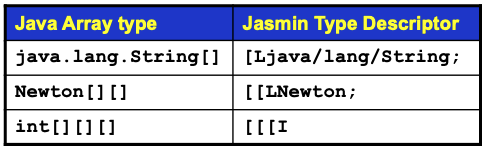 Java Array type Jasmin Type Descriptor
java.lang.String[] [Ljava/lang/String;
Newton[][] [[LNewton;
int[][][] [[[I